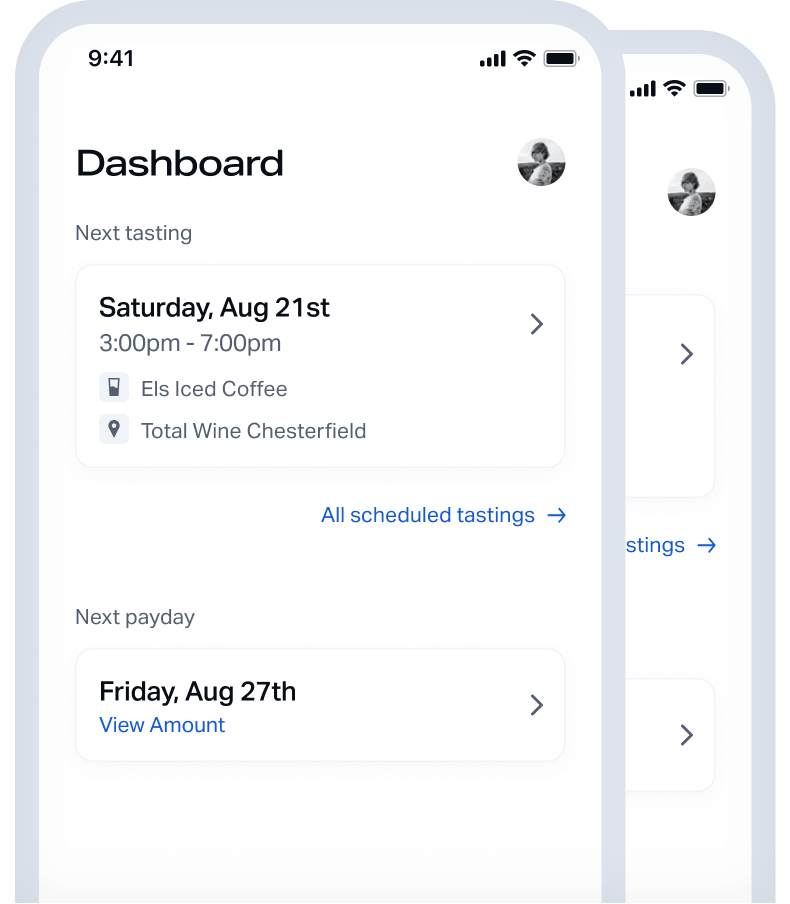 9:41
Dashboard
Next tasting
Saturday, Aug 21st
3:00pm - 7:00pm
Els Iced Coffee
Total Wine Chesterfield
All scheduled tastings
stings
Next payday
Friday, Aug 27th
View Amount